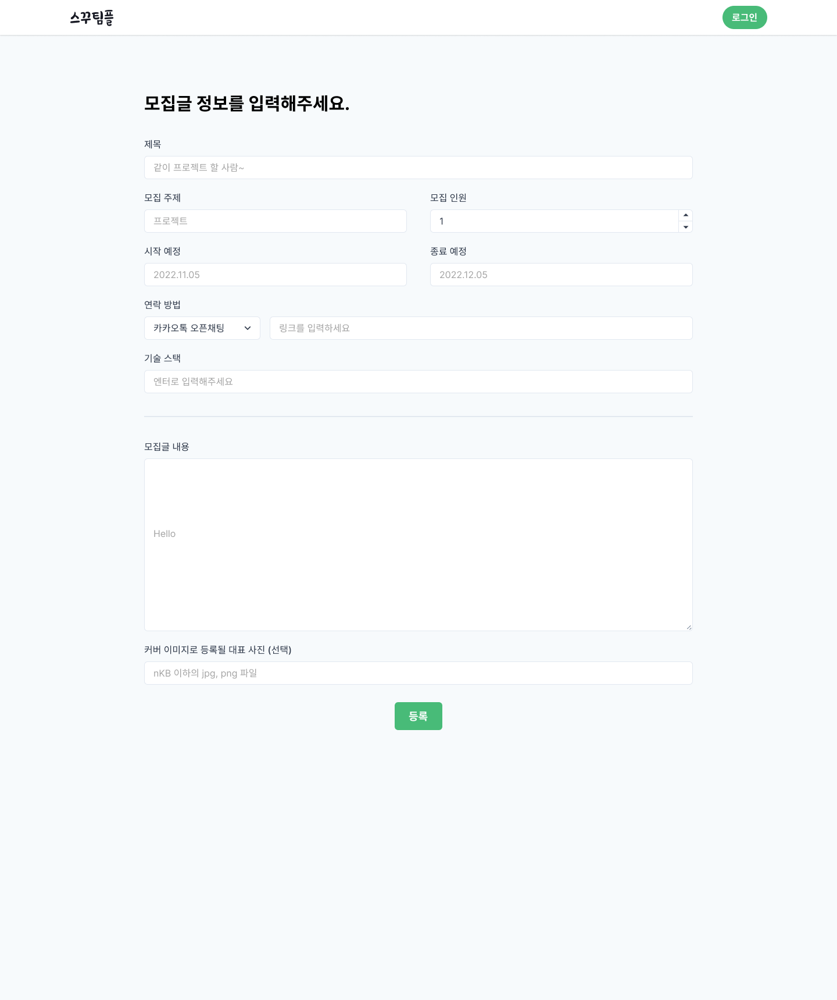 스꾸팀플
로그인
모집글 정보를 입력해주세요.
제목
같이 프로젝트 할 사람~
모집 주제
모집 인원
프로젝트
1
시작 예정
종료 예정
2022.11.05
2022.12.05
연락 방법
카카오톡 오픈채팅
링크를 입력하세요
기술 스택
엔터로 입력해주세요
모집글 내용
Hello
커버 이미지로 등록될 대표 사진 (선택)
nKB 이하의 jpg, png 파일
등록